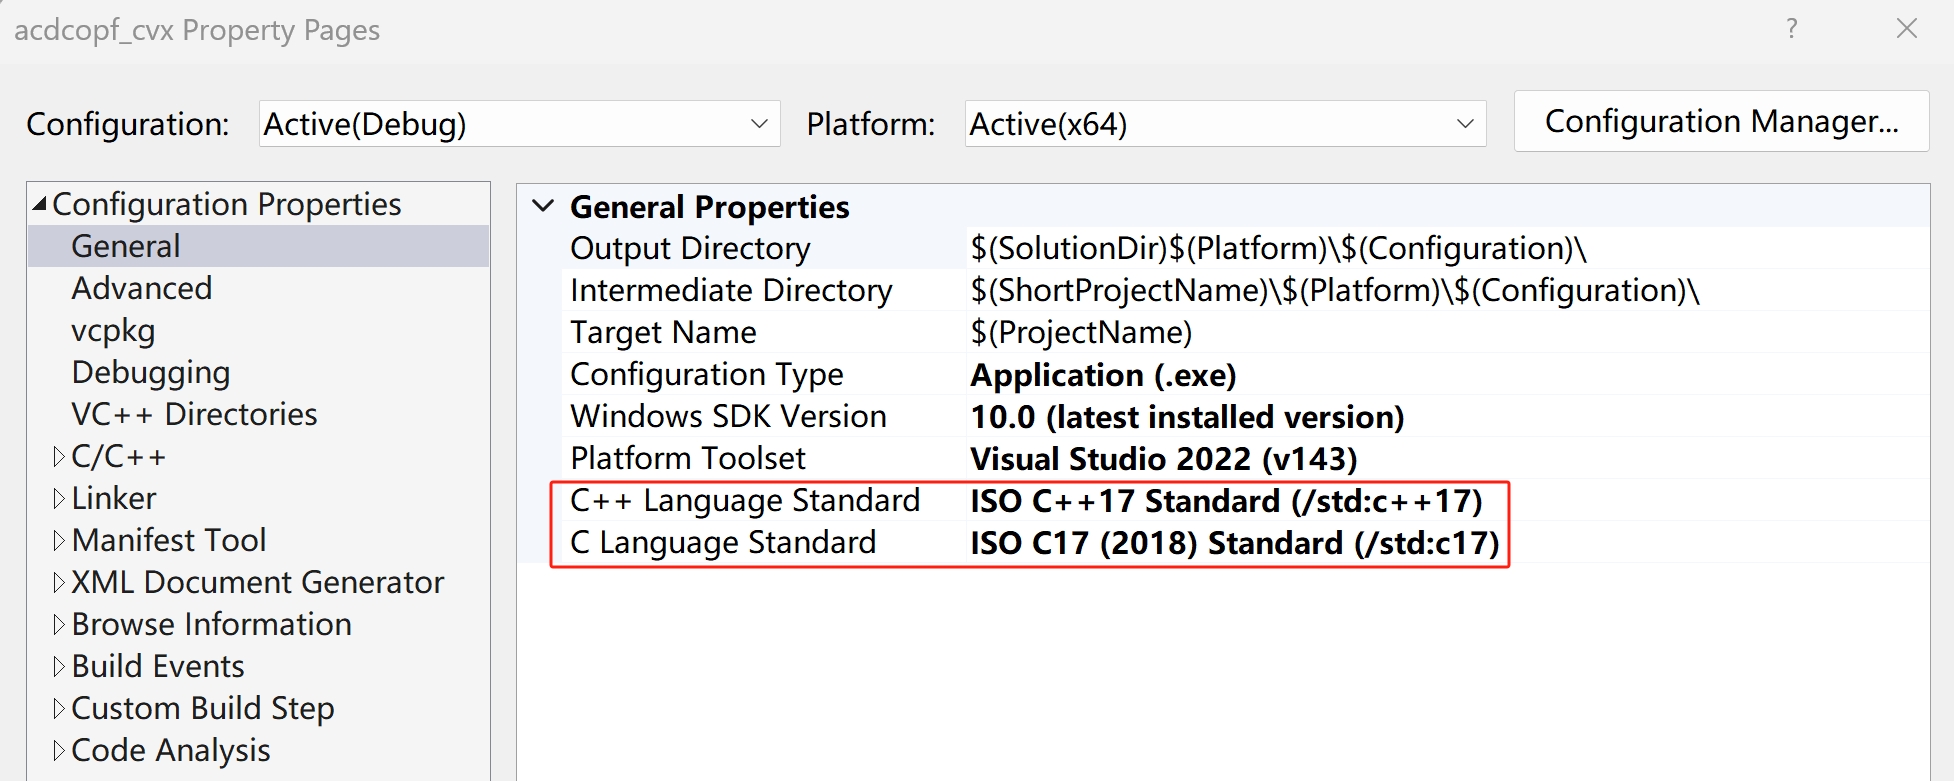 acdcopf_cvx Property Pages
?
Configuration: Active(Debug) Platform: Active(x64) Configuration Manager...
Configuration Properties
General
Advanced
vcpkg
Debugging
VC++ Directories
C/C++
Linker
Manifest Tool
XML Document Generator
Browse Information
Build Events
Custom Build Step
Code Analysis
General Properties
Output Directory $(SolutionDir)$(Platform)\$(Configuration)\
Intermediate Directory $(ShortProjectName)\$(Platform)\$(Configuration)\
Target Name $(ProjectName)
Configuration Type Application (.exe)
Windows SDK Version 10.0 (latest installed version)
Platform Toolset Visual Studio 2022 (v143)
C++ Language Standard ISO C++17 Standard (/std:c++17)
C Language Standard ISO C17 (2018) Standard (/std:c17)